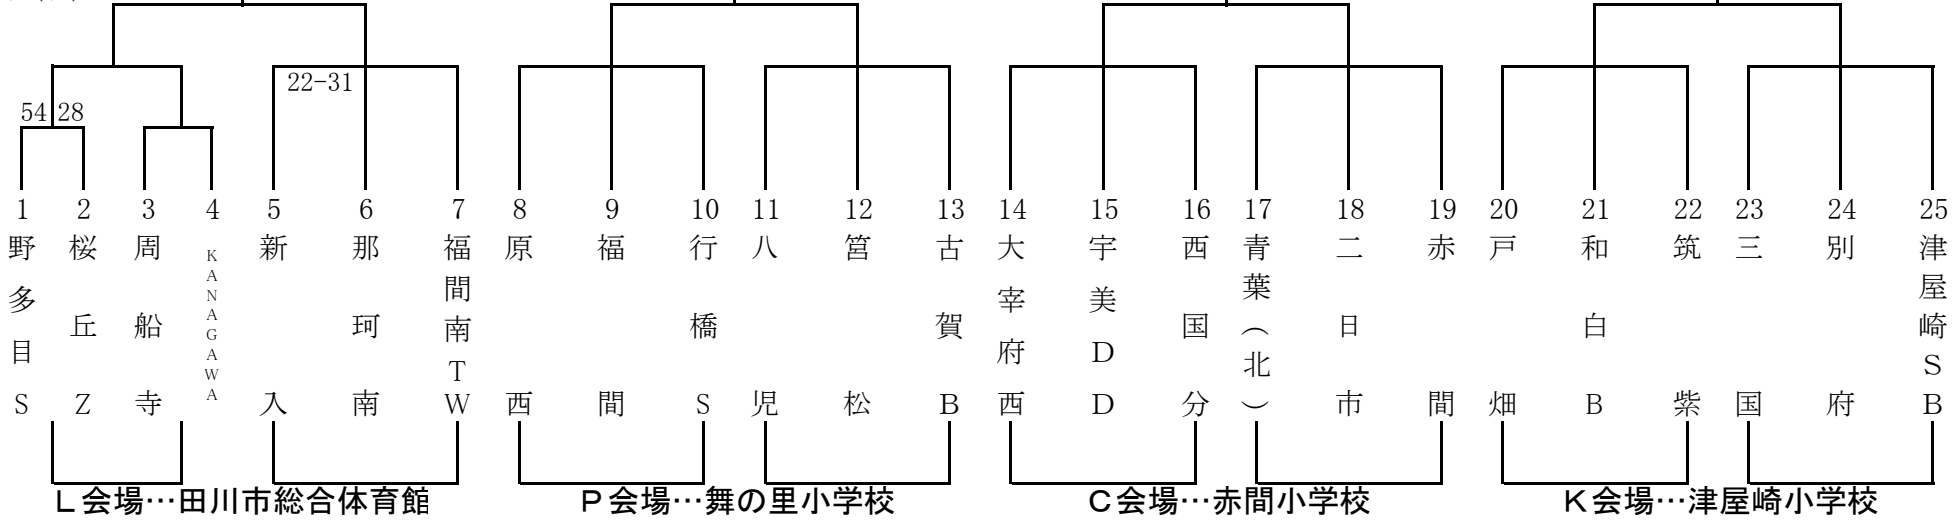 22-31
54 28
1 2 3 4 5 6 7 8 9 10 11 12 13 14 15 16 17 18 19 20 21 22 23 24 25
野多目S
桜丘Z
周船寺
KANAGAWA
新入
那珂南
福間南TW
原西
福間
行橋S
八児
筥松
古賀B
大宰府西
宇美DD
西国分
青葉(北)
二日市
赤間
戸畑
和白B
筑紫
三国
別府
津屋崎SB
L会場…田川市総合体育館
P会場…舞の里小学校
C会場…赤間小学校
K会場…津屋崎小学校